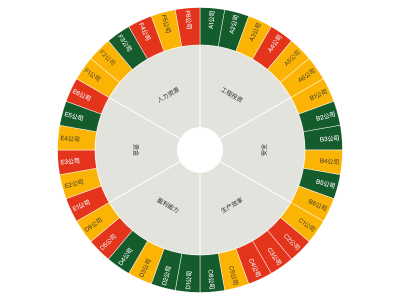 A1公司
A2公司
A3公司
A4公司
A5公司
A6公司
B1公司
B2公司
B3公司
B4公司
B5公司
B6公司
C1公司
C2公司
C3公司
C4公司
C5公司
C6公司
D1公司
D2公司
D3公司
D4公司
D5公司
D6公司
E1公司
E2公司
E3公司
E4公司
E5公司
E6公司
F1公司
F2公司
F3公司
F4公司
F5公司
F6公司
工程投资
安全
生产效率
盈利能力
人力资源